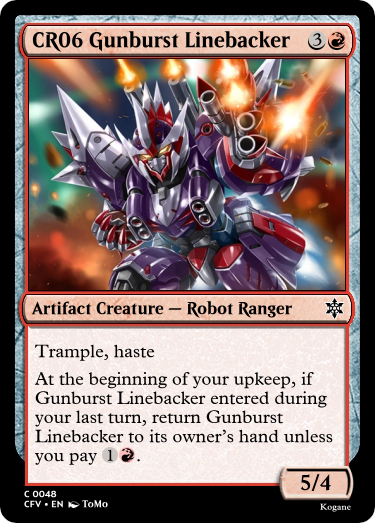 CR06 Gunburst Linebacker 3
Artifact Creature — Robot Ranger
Trample, haste
At the beginning of your upkeep, if
Gunburst Linebacker entered during
your last turn, return Gunburst
Linebacker to its owner's hand unless
you pay 1.
5/4
C 0048
CFV • EN ToMo
Kogane